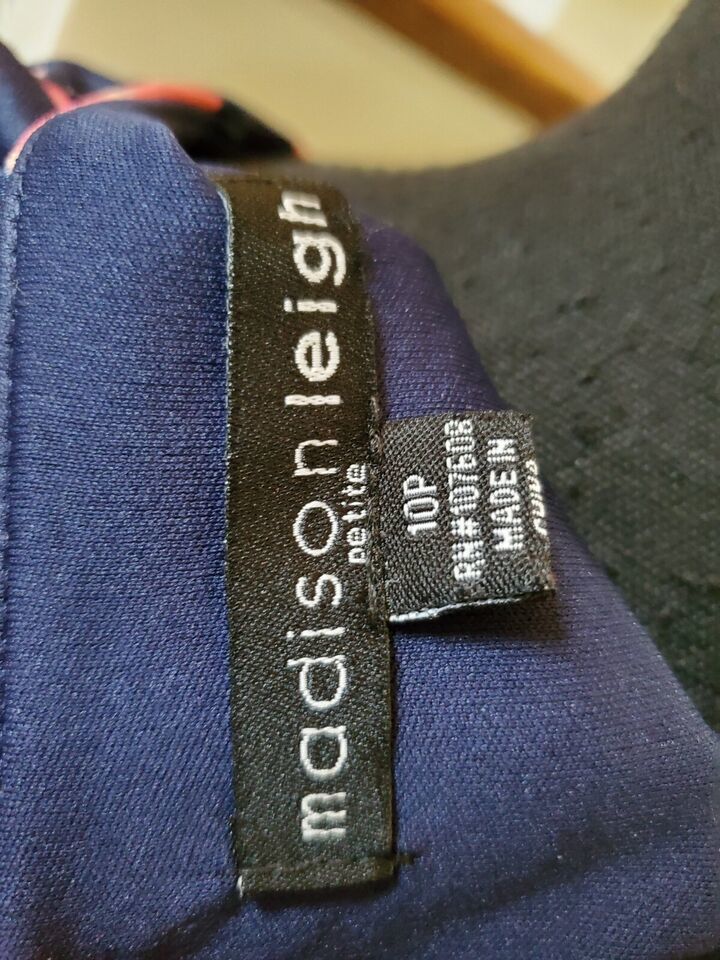 madison leigh
petite
10P
RN# 107608
MADE IN